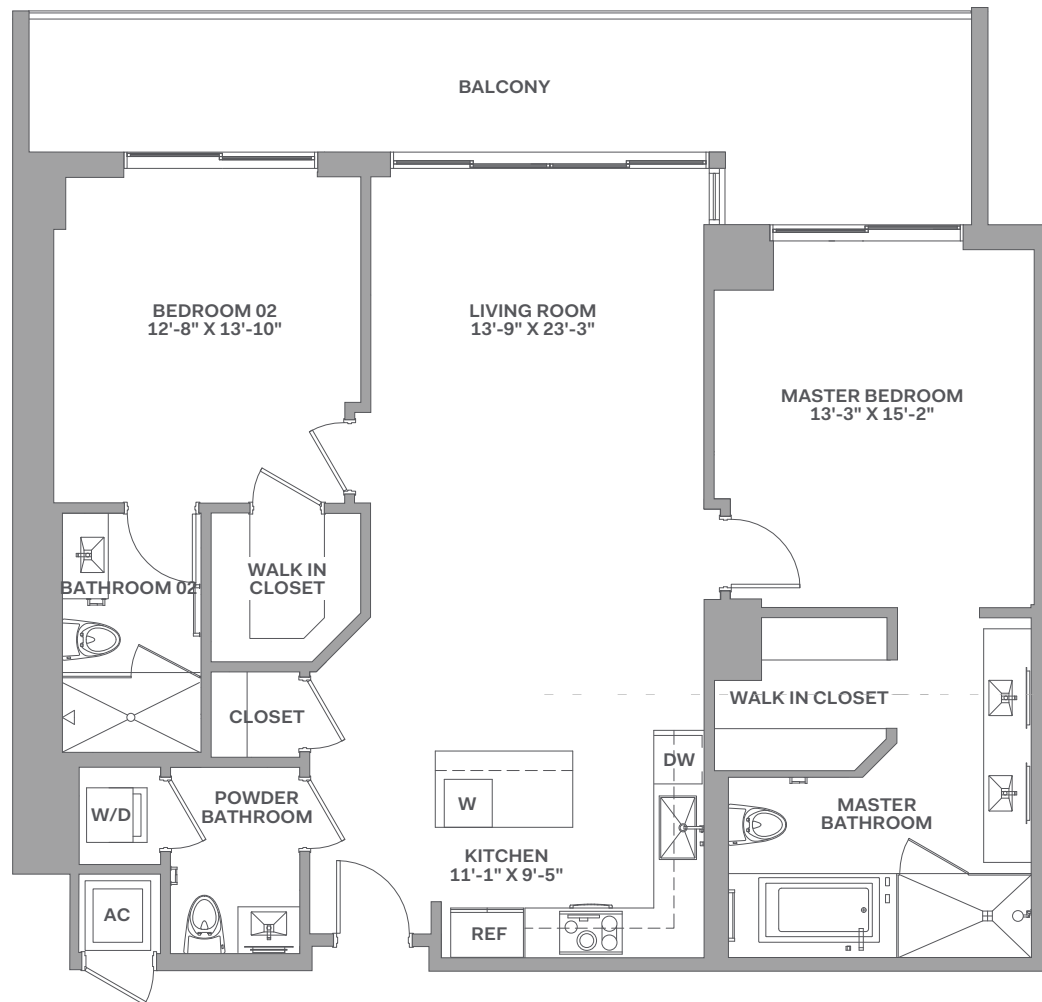 BALCONY
BEDROOM 02
12'-8" X 13'-10"
LIVING ROOM
13'-9" X 23'-3"
MASTER BEDROOM
13'-3" X 15'-2"
WALK IN
CLOSET
BATHROOM 02
WALK IN CLOSET
CLOSET
DW
W/D
POWDER
BATHROOM
W
MASTER
BATHROOM
KITCHEN
11'-1" X 9'-5"
AC
REF